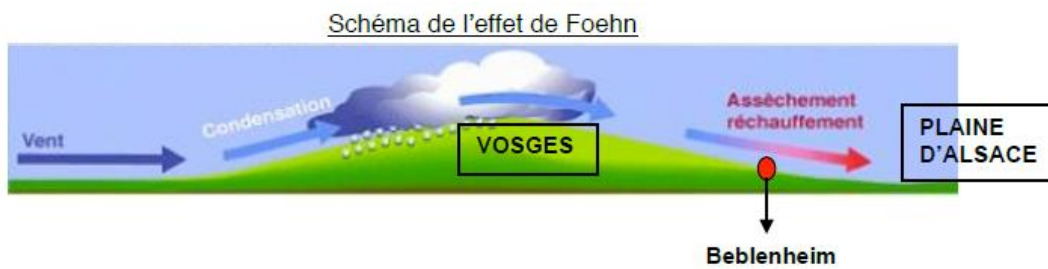 Schéma de l'effet de Foehn
Vent
Condensation
VOSGES
Assèchement
réchauffement
PLAINE
D'ALSACE
Beblenheim